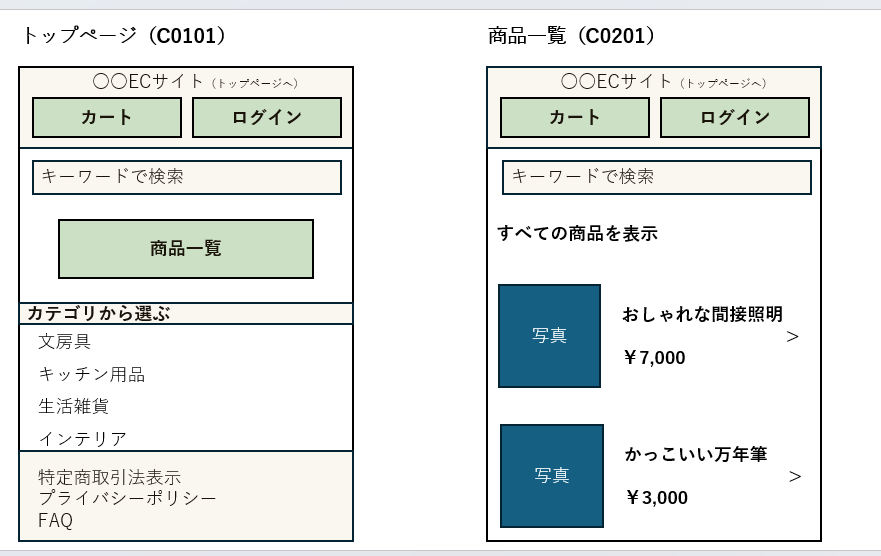 トップページ（C0101）
〇〇ECサイト（トップページへ）
カート
ログイン
キーワードで検索
商品一覧
カテゴリから選ぶ
文房具
キッチン用品
生活雑貨
インテリア
特定商取引法表示
プライバシーポリシー
FAQ
商品一覧（C0201）
〇〇ECサイト（トップページへ）
カート
ログイン
キーワードで検索
すべての商品を表示
写真
おしゃれな間接照明
>
￥7,000
写真
かっこいい万年筆
>
￥3,000